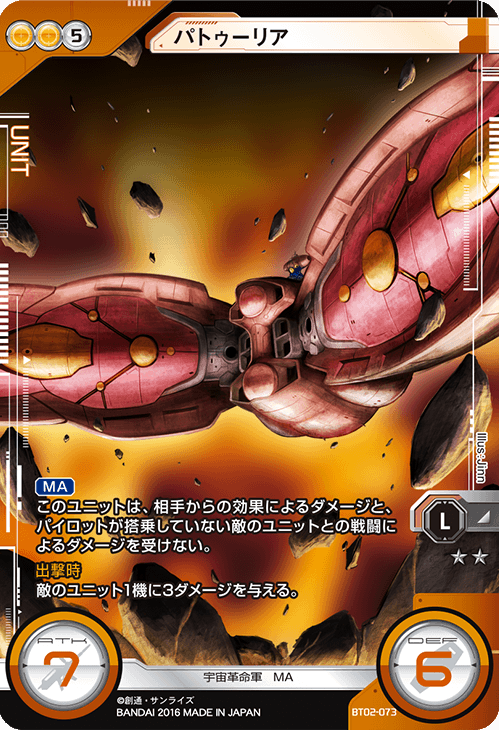 5
パトゥーリア
UNIT
Illus:Jinn
L
MA
このユニットは、相手からの効果によるダメージと、
パイロットが搭乗していない敵のユニットとの戦闘に
よるダメージを受けない。
出撃時
敵のユニット1機に3ダメージを与える。
ATK
7
DEF
6
宇宙革命軍 MA
©創通・サンライズ
BANDAI 2016 MADE IN JAPAN
BT02-073